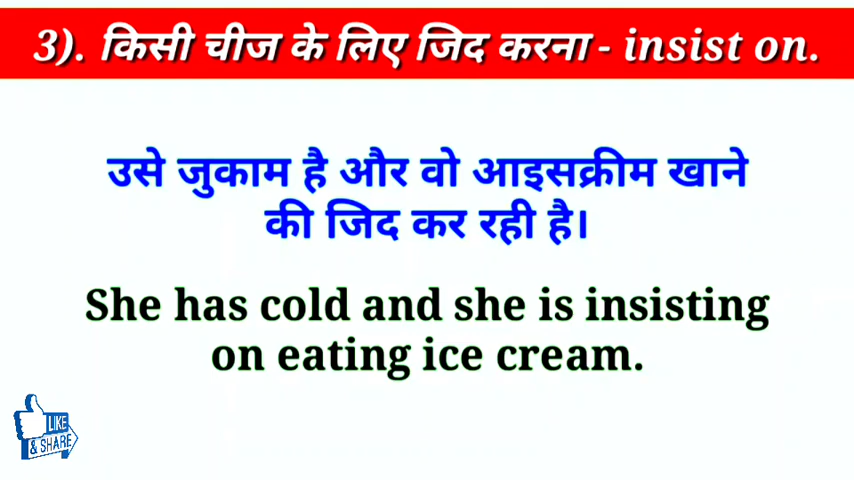 3). किसी चीज के लिए जिद करना - insist on.
उसे जुकाम है और वो आइसक्रीम खाने
की जिद कर रही है।
She has cold and she is insisting
on eating ice cream.
LIKE
& SHARE